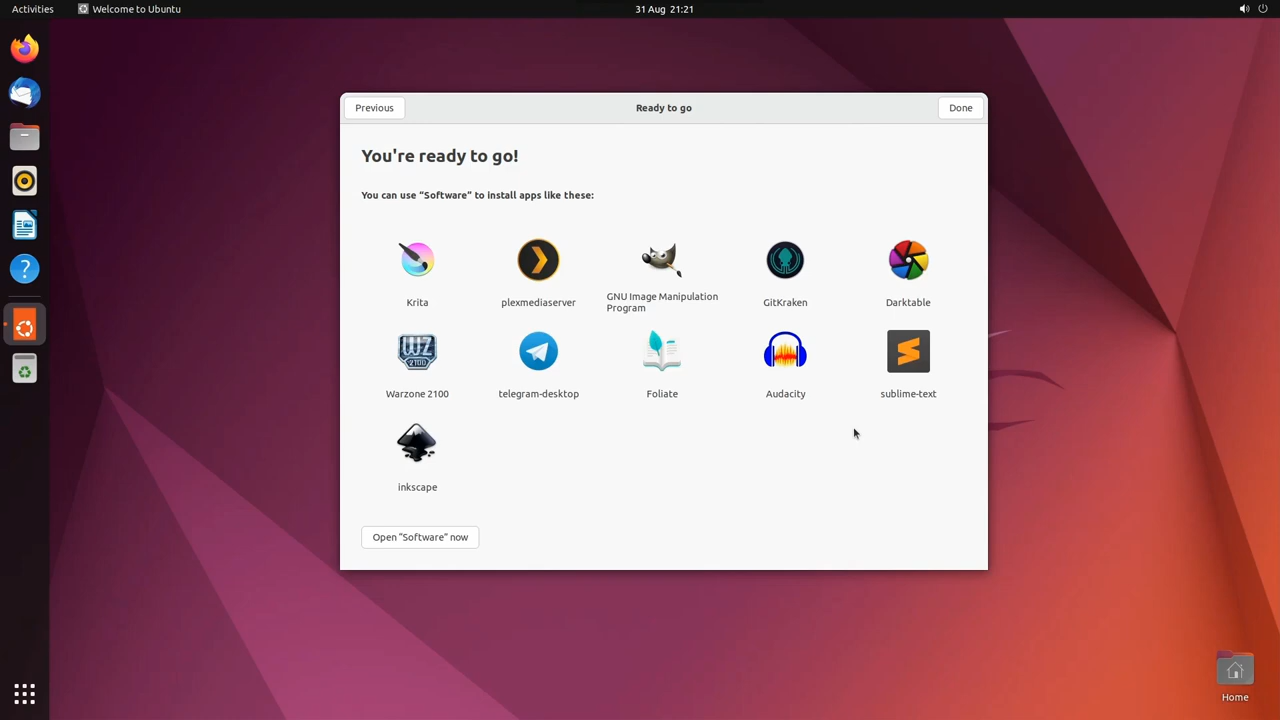 Activities
Welcome to Ubuntu
31 Aug 21:21
Previous
Ready to go
Done
You're ready to go!
You can use “Software” to install apps like these:
Krita
plexmediaserver
GNU Image Manipulation
Program
GitKraken
Darktable
WZ
2100
Warzone 2100
telegram-desktop
Foliate
Audacity
sublime-text
inkscape
Open “Software” now
Home